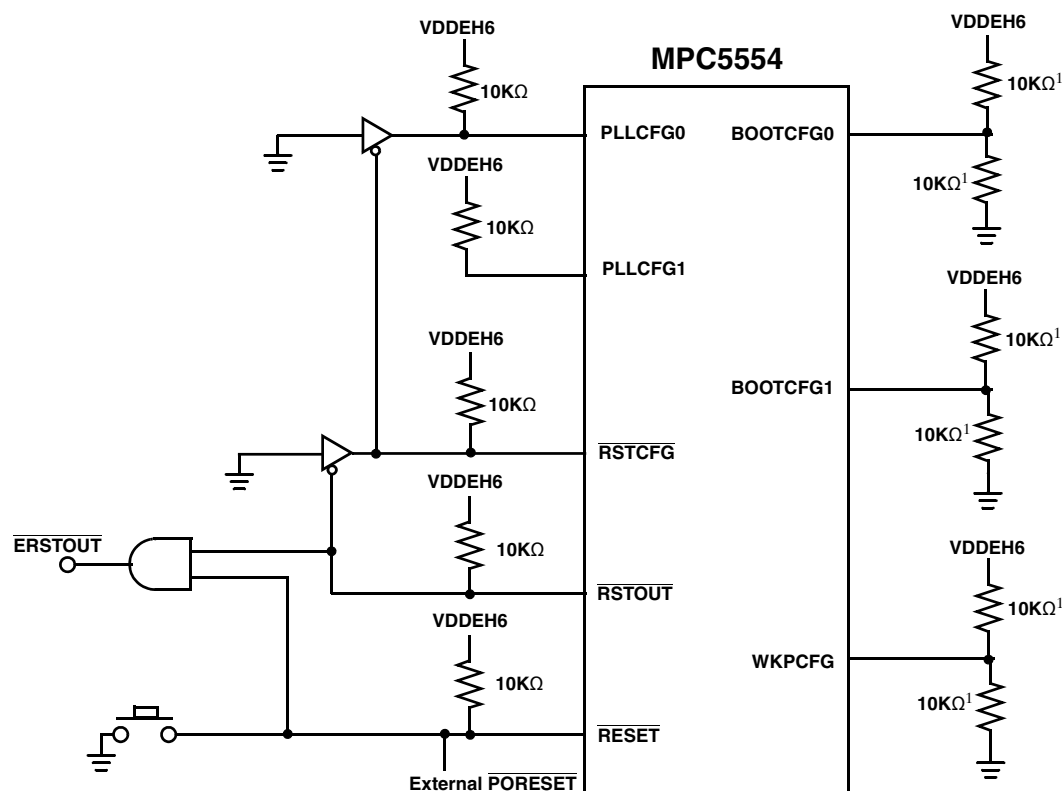 MPC5554
VDDEH6
10KΩ
PLLCFG0
VDDEH6
10KΩ
PLLCFG1
VDDEH6
10KΩ
RSTCFG
VDDEH6
10KΩ
ERSTOUT
RSTOUT
VDDEH6
10KΩ
RESET
External PORESET
VDDEH6
10KΩ¹
BOOTCFG0
10KΩ¹
VDDEH6
10KΩ¹
BOOTCFG1
10KΩ¹
VDDEH6
10KΩ¹
WKPCFG
10KΩ¹